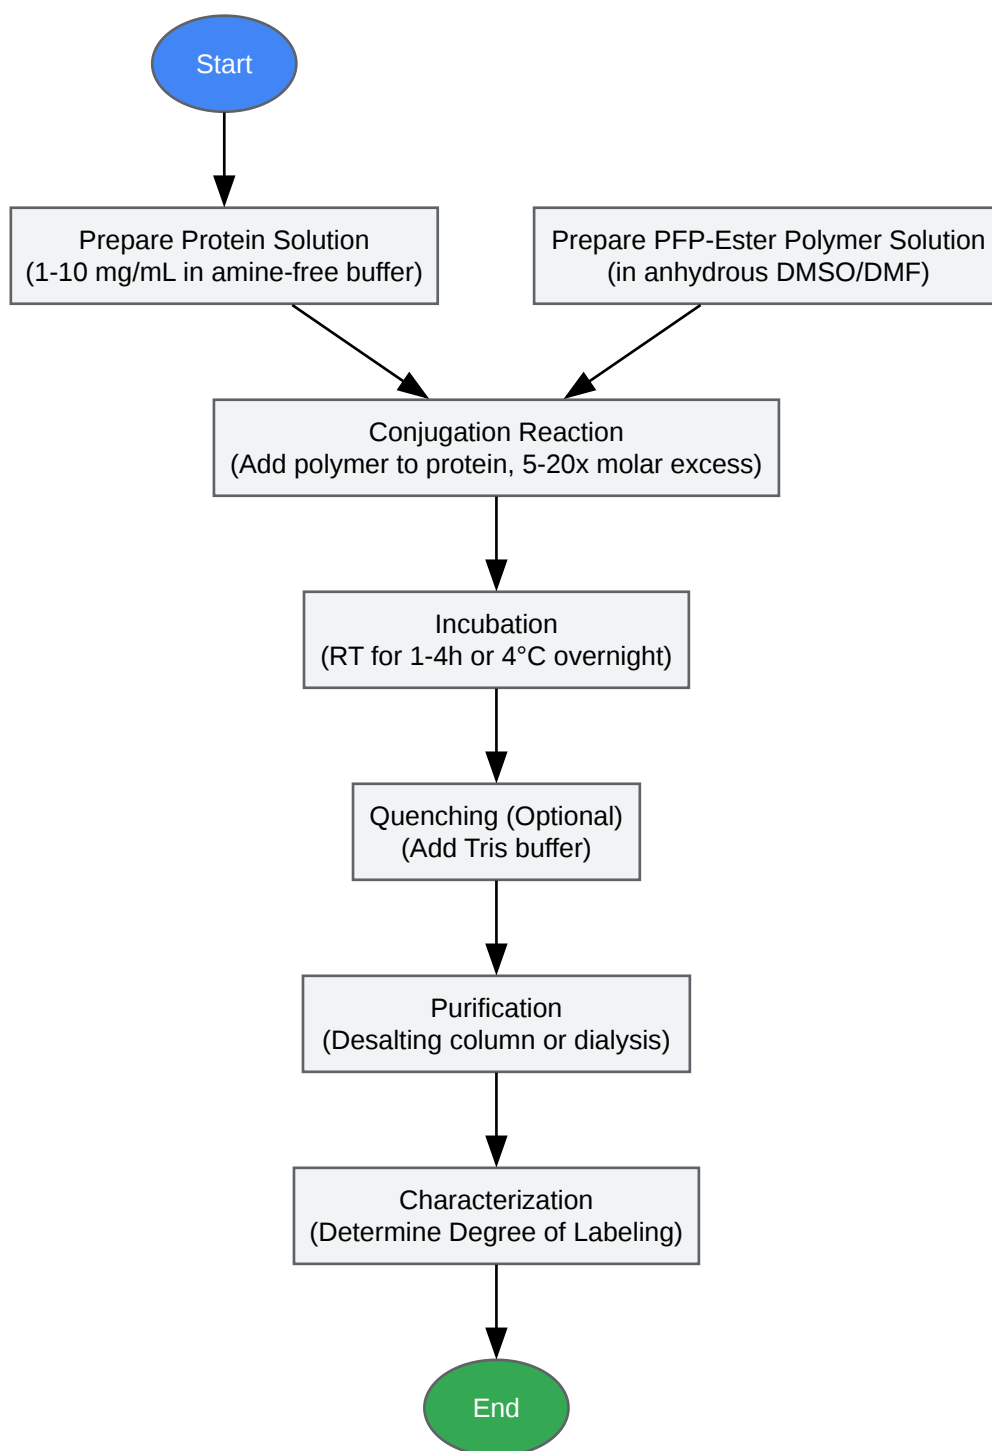 Start
Prepare Protein Solution
(1-10 mg/mL in amine-free buffer)
Prepare PFP-Ester Polymer Solution
(in anhydrous DMSO/DMF)
Conjugation Reaction
(Add polymer to protein, 5-20x molar excess)
Incubation
(RT for 1-4h or 4°C overnight)
Quenching (Optional)
(Add Tris buffer)
Purification
(Desalting column or dialysis)
Characterization
(Determine Degree of Labeling)
End